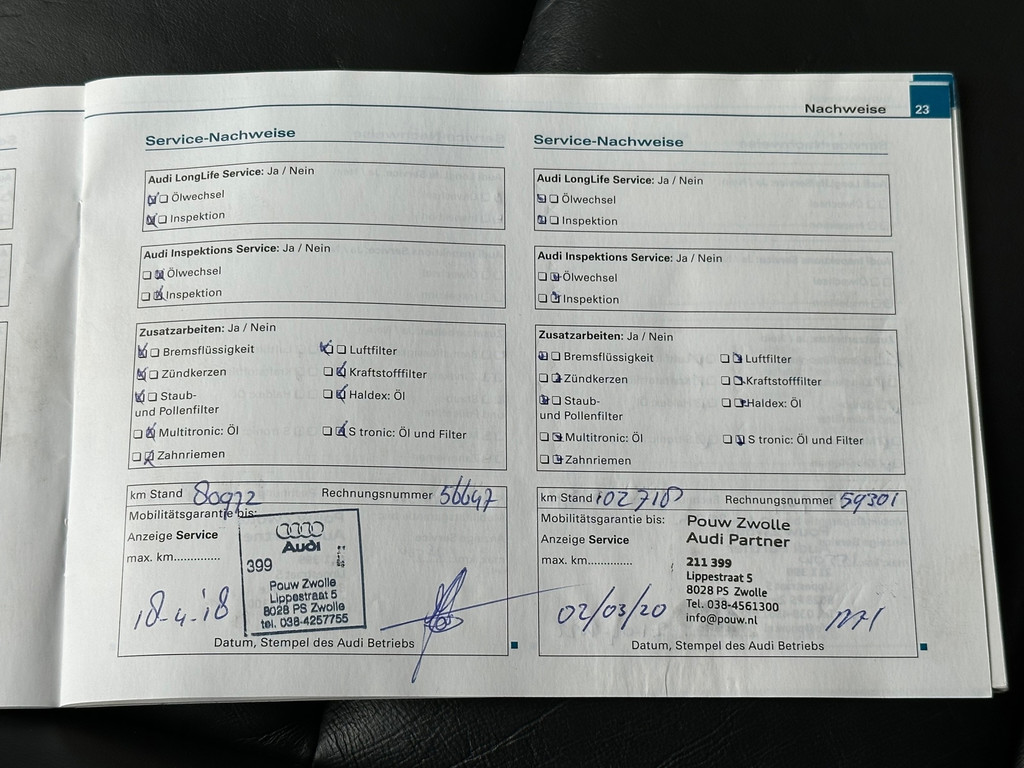 Nachweise 23
Service-Nachweise
Audi LongLife Service: Ja / Nein
Ölwechsel
Inspektion
Audi Inspektions Service: Ja / Nein
Ölwechsel
Inspektion
Zusatzarbeiten: Ja / Nein
Bremsflüssigkeit
Luftfilter
Zündkerzen
Kraftstofffilter
Staub-
und Pollenfilter
Haldex: Öl
Multitronic: Öl
S tronic: Öl und Filter
Zahnriemen
km Stand 80972 Rechnungsnummer 56647
Mobilitätsgarantie bis:
Anzeige Service
max. km..............
Audi
399
Pouw Zwolle
Lippestraat 5
8028 PS Zwolle
tel. 038-4257755
18-4-'18
Datum, Stempel des Audi Betriebs
Service-Nachweise
Audi LongLife Service: Ja / Nein
Ölwechsel
Inspektion
Audi Inspektions Service: Ja / Nein
Ölwechsel
Inspektion
Zusatzarbeiten: Ja / Nein
Bremsflüssigkeit
Luftfilter
Zündkerzen
Kraftstofffilter
Staub-
und Pollenfilter
Haldex: Öl
Multitronic: Öl
S tronic: Öl und Filter
Zahnriemen
km Stand 102718 Rechnungsnummer 59301
Mobilitätsgarantie bis:
Anzeige Service
max. km..............
Pouw Zwolle
Audi Partner
211 399
Lippestraat 5
8028 PS Zwolle
Tel. 038-4561300
info@pouw.nl
02/03/20
Datum, Stempel des Audi Betriebs